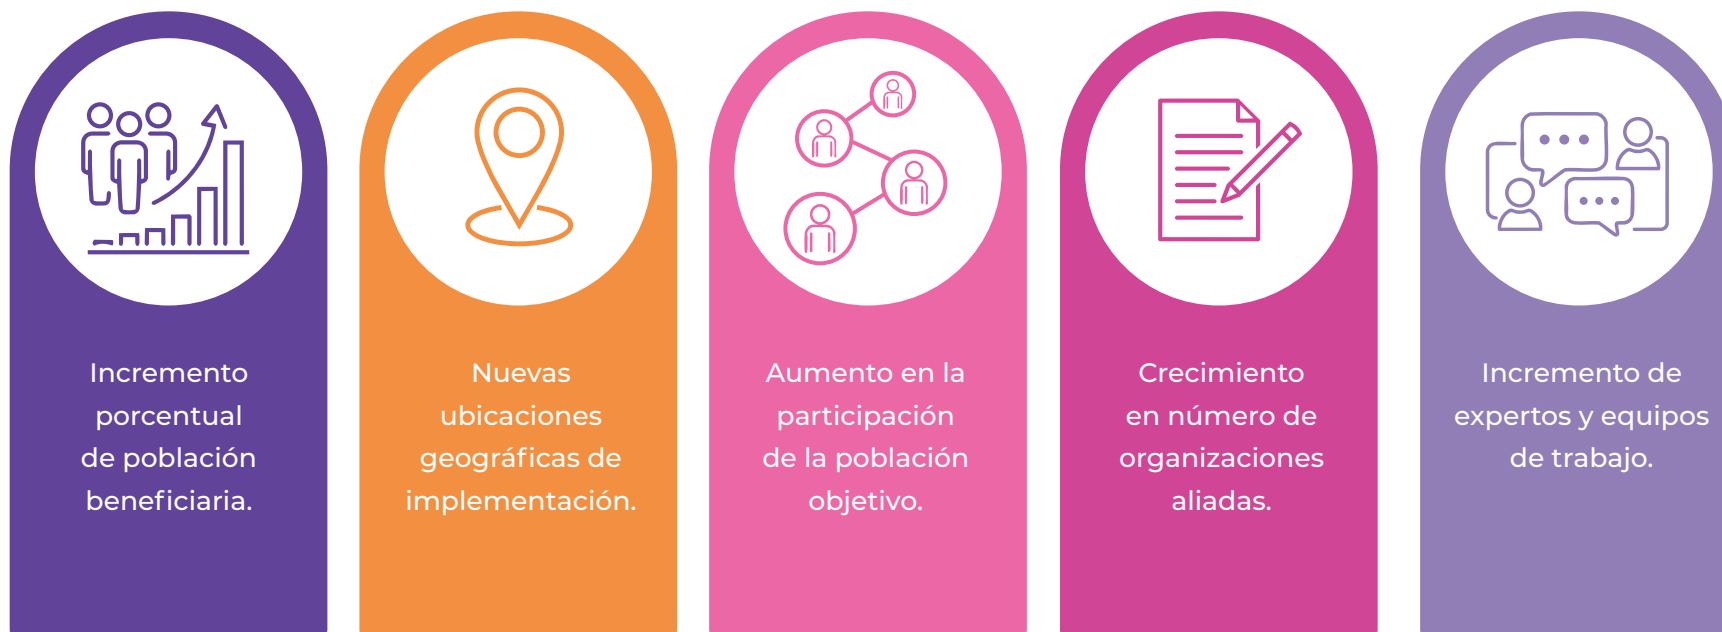 Incremento
porcentual
de población
beneficiaria.
Nuevas
ubicaciones
geográficas de
implementación.
Aumento en la
participación
de la población
objetivo.
Crecimiento
en número de
organizaciones
aliadas.
Incremento de
expertos y equipos
de trabajo.